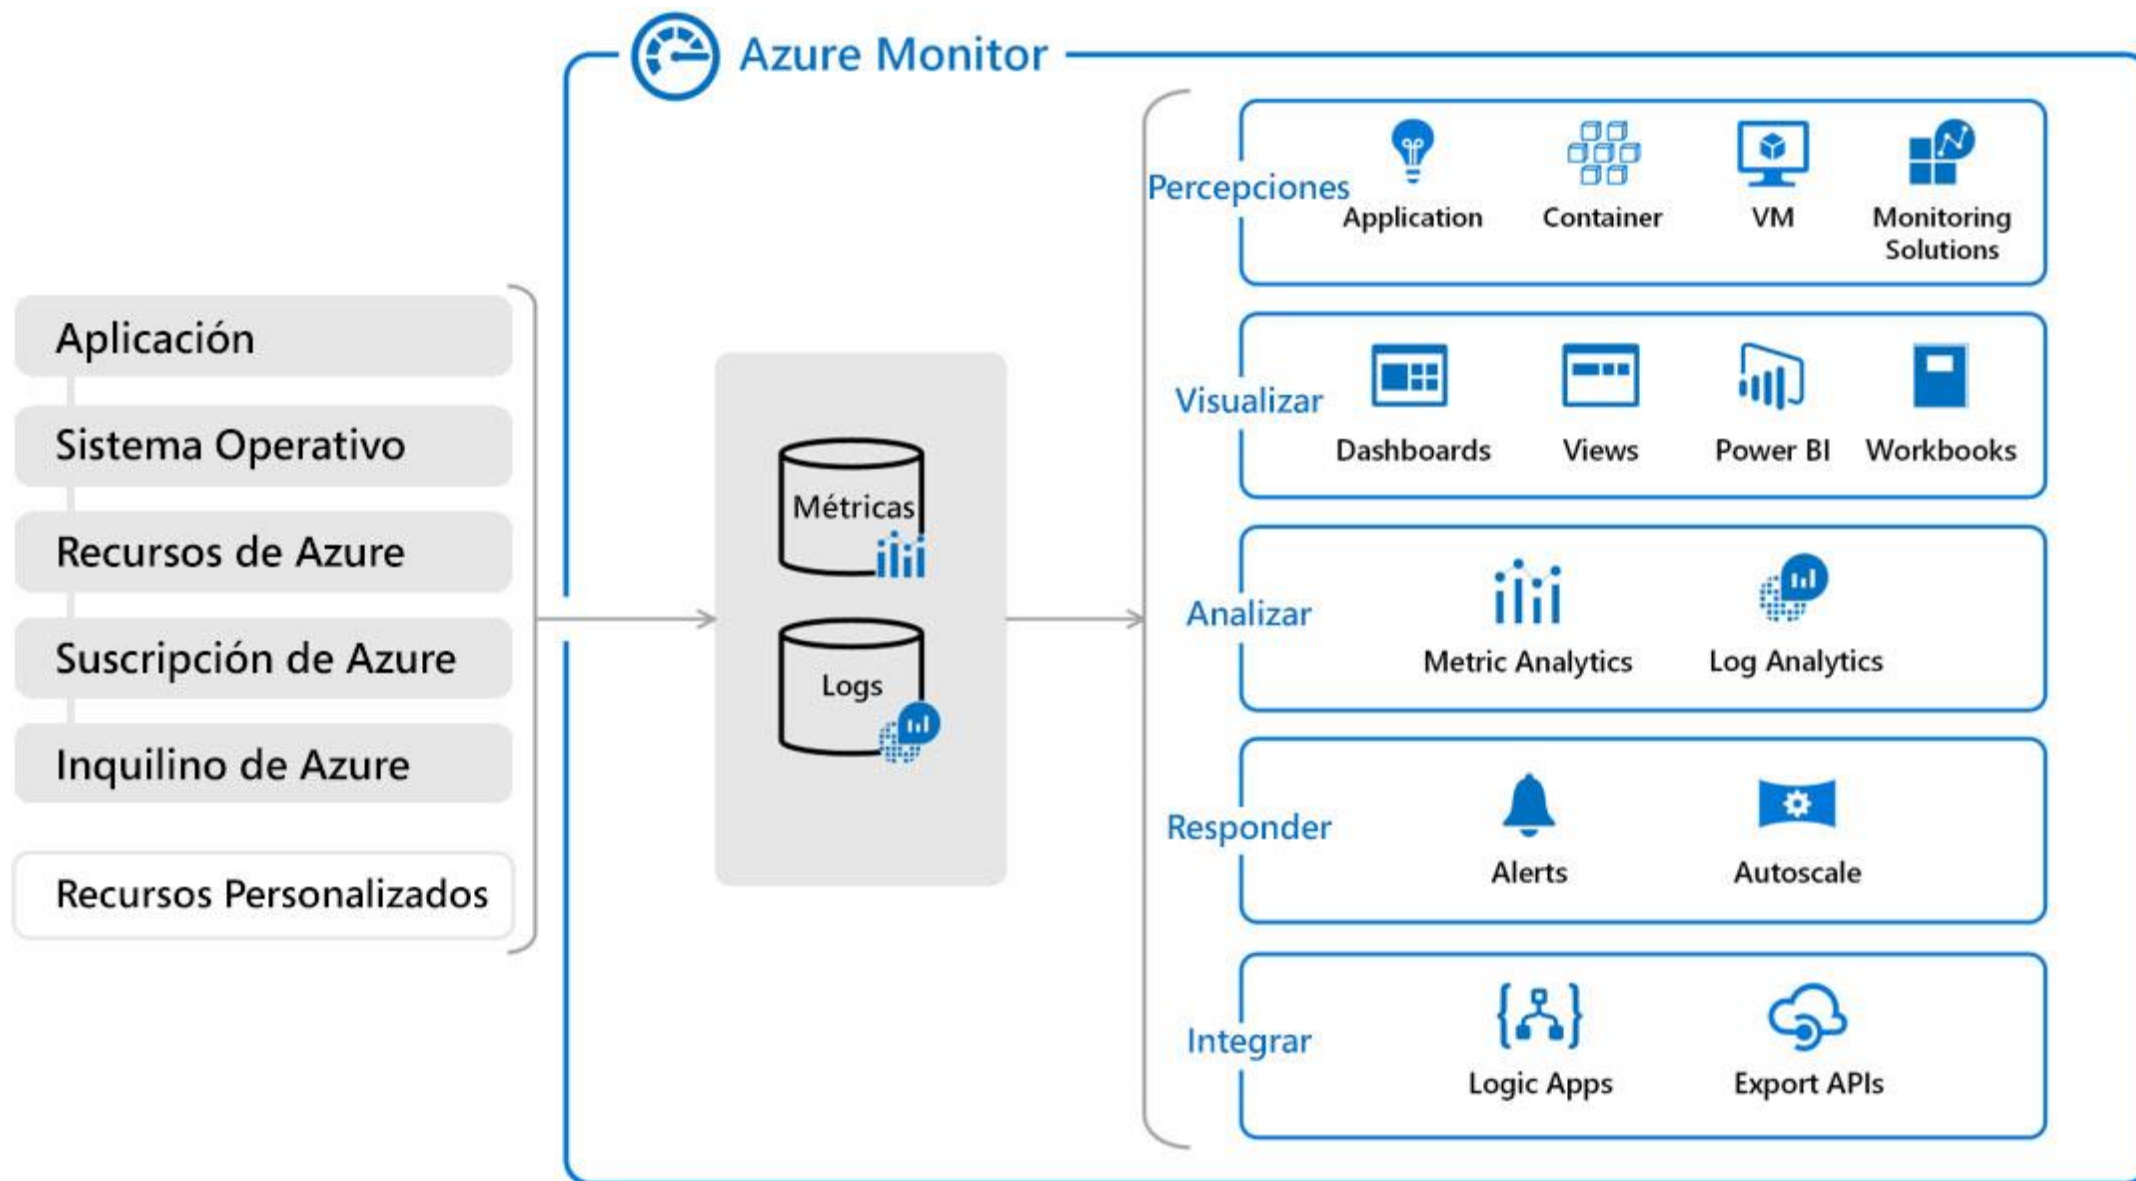 Azure Monitor
Aplicación
Sistema Operativo
Recursos de Azure
Suscripción de Azure
Inquilino de Azure
Recursos Personalizados
Métricas
Logs
Percepciones
Application
Container
VM
Monitoring
Solutions
Visualizar
Dashboards
Views
Power BI
Workbooks
Analizar
Metric Analytics
Log Analytics
Responder
Alerts
Autoscale
Integrar
Logic Apps
Export APIs